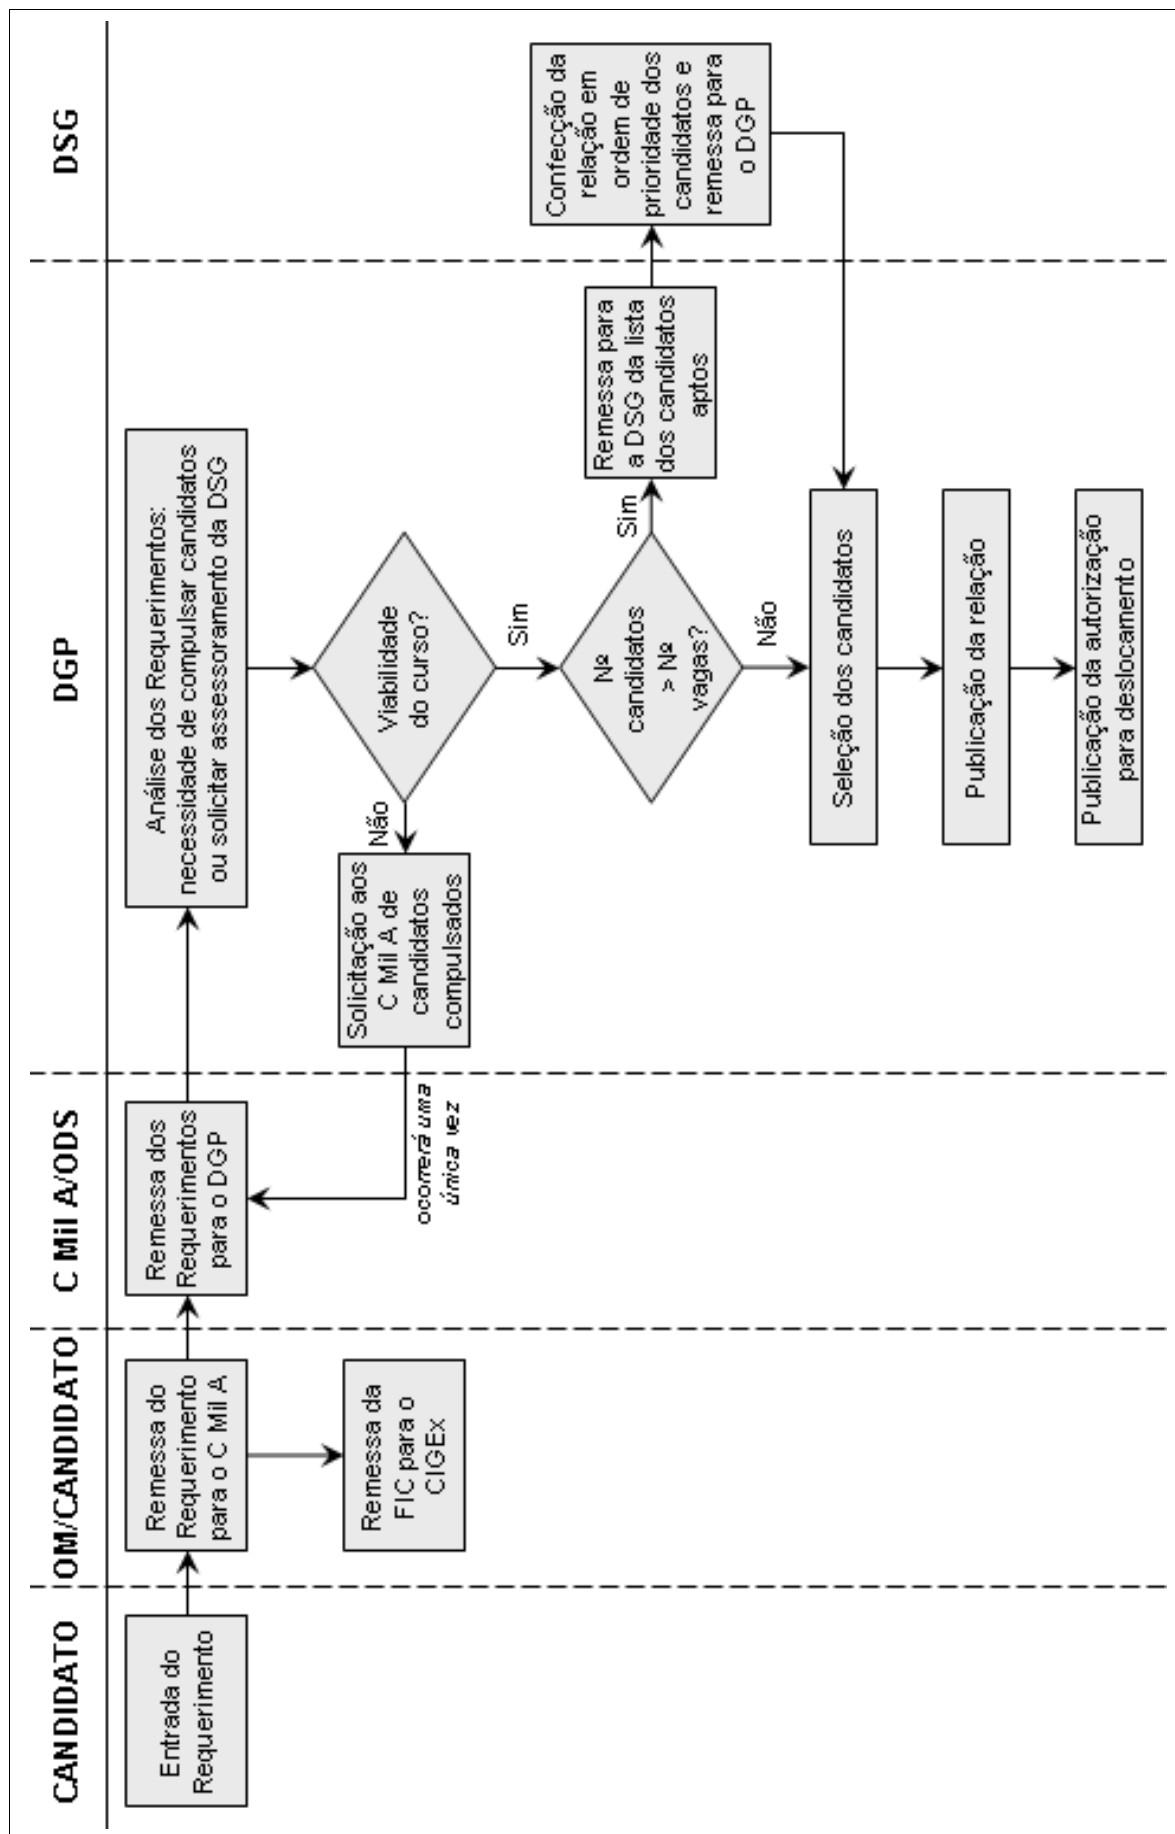 CANDIDATO
OM/CANDIDATO
C Mil A/ODS
DGP
DSG
Entrada do
Requerimento
Remessa do
Requerimento
para o C Mil A
Remessa da
FIC para o
CIGEx
Remessa dos
Requerimentos
para o DGP
ocorrerá uma
única vez
Análise dos Requerimentos:
necessidade de compulsar candidatos
ou solicitar assessoramento da DSG
Viabilidade
do curso?
Não
Solicitação aos
C Mil A de
candidatos
compulsados
Sim
Nº
candidatos
> Nº
vagas?
Sim
Remessa para
a DSG da lista
dos candidatos
aptos
Confecção da
relação em
ordem de
prioridade dos
candidatos e
remessa para
o DGP
Não
Seleção dos candidatos
Publicação da relação
Publicação da autorização
para deslocamento